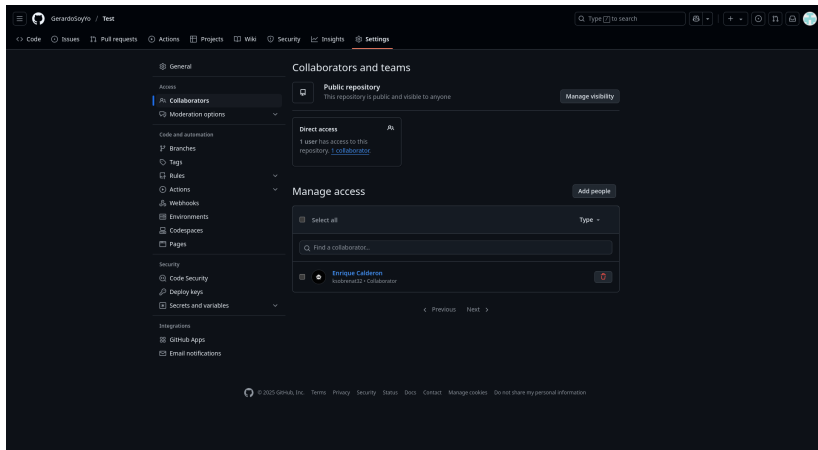 GerardoSoyYo / Test
Type / to search
Code Issues Pull requests Actions Projects Wiki Security Insights Settings
General
Access
Collaborators
Moderation options
Code and automation
Branches
Tags
Rules
Actions
Webhooks
Environments
Codespaces
Pages
Security
Code Security
Deploy keys
Secrets and variables
Integrations
GitHub Apps
Email notifications
Collaborators and teams
Public repository
This repository is public and visible to anyone
Manage visibility
Direct access
1 user has access to this
repository. 1 collaborator.
Manage access
Add people
Select all
Type
Find a collaborator...
Enrique Calderon
• Collaborator
Previous Next
© 2025 GitHub, Inc. Terms Privacy Security Status Docs Contact Manage cookies Do not share my personal information